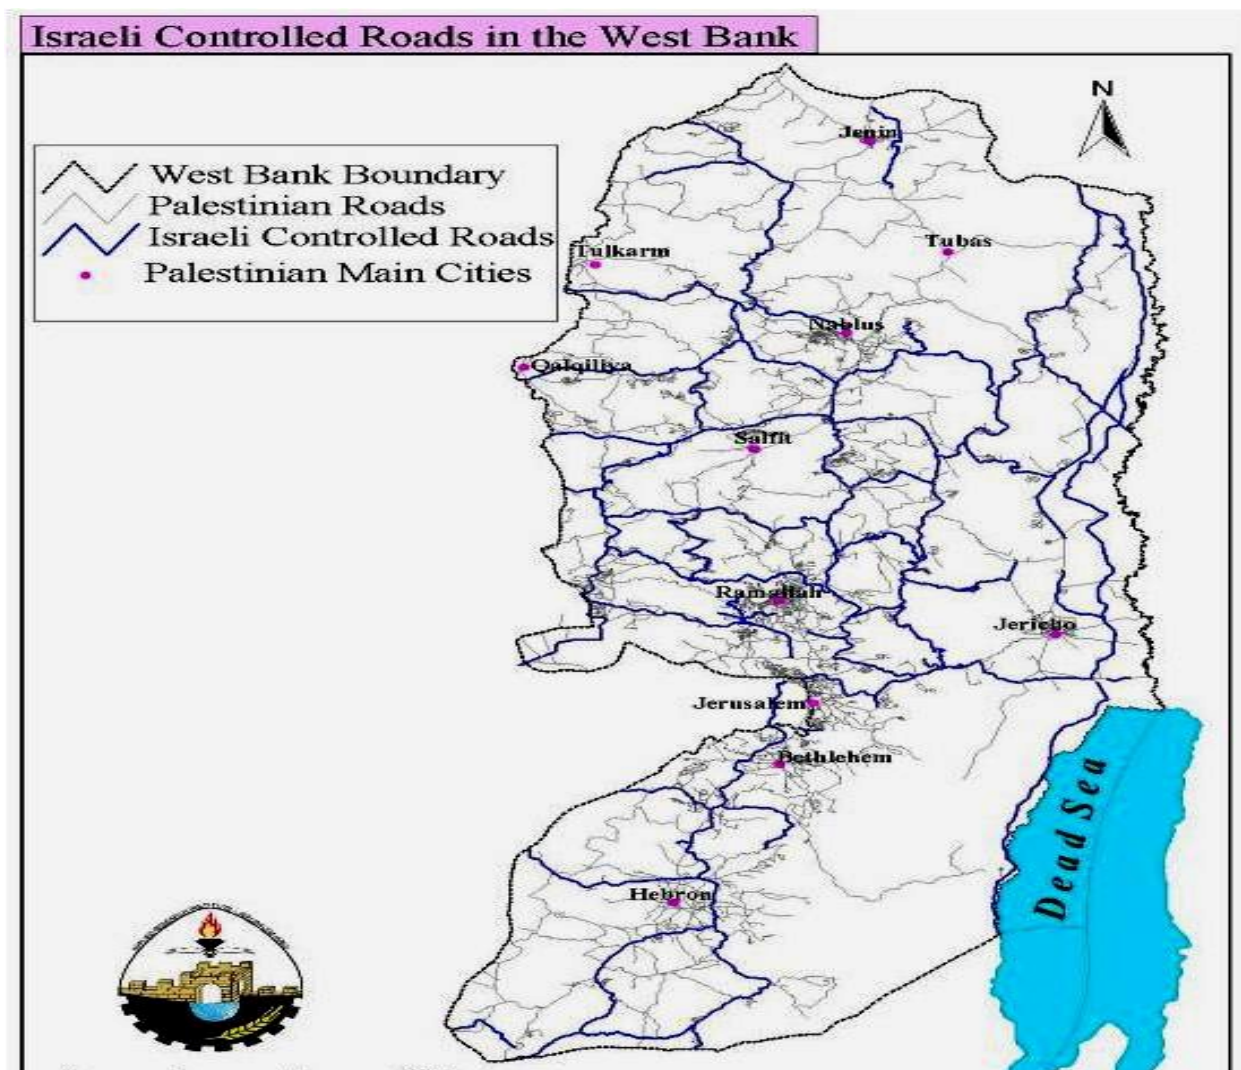 Israeli Controlled Roads in the West Bank
N
West Bank Boundary
Palestinian Roads
Israeli Controlled Roads
Palestinian Main Cities
Jenin
Tubas
Tulkarm
Nablus
Qalqiliya
Salfit
Ramallah
Jericho
Jerusalem
Bethlehem
Dead Sea
Hebron